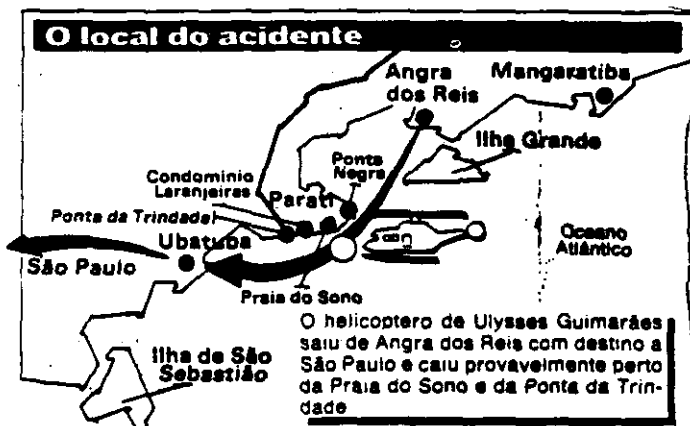 O local do acidente
Angra
dos Reis
Mangaratiba
Ilha Grande
Ponta
Negra
Condominio
Laranjeiras
Parati
Ponta da Trindade
Ubatuba
Oceano
Atlântico
São Paulo
Praia do Sono
Ilha de São
Sebastião
O helicoptero de Ulysses Guimarães
saiu de Angra dos Reis com destino a
São Paulo e caiu provavelmente perto
da Praia do Sono e da Ponta da Trin-
dade